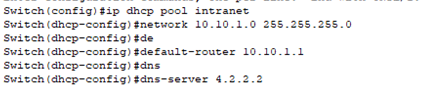 Switch(config)#ip dhcp pool intranet
Switch(dhcp-config)#network 10.10.1.0 255.255.255.0
Switch(dhcp-config)#de
Switch(dhcp-config)#default-router 10.10.1.1
Switch(dhcp-config)#dns
Switch(dhcp-config)#dns-server 4.2.2.2